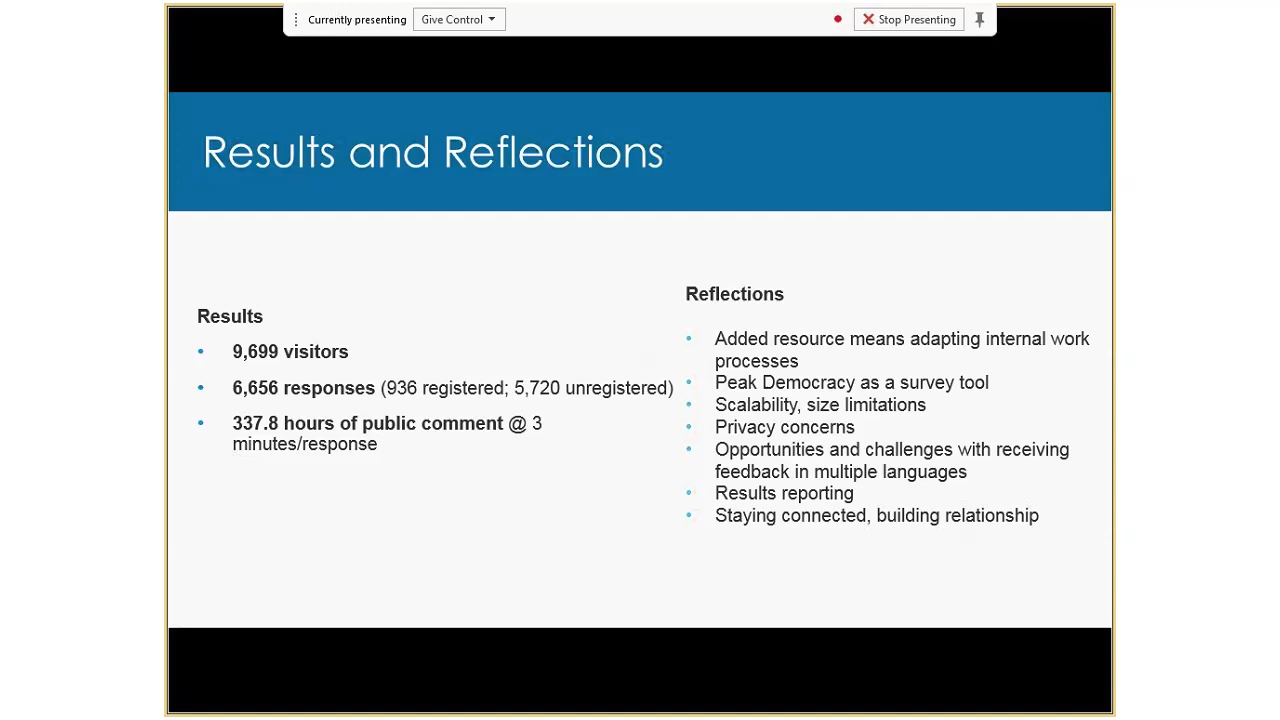 Currently presenting
Give Control
Stop Presenting
Results and Reflections
Results
• 9,699 visitors
• 6,656 responses (936 registered; 5,720 unregistered)
• 337.8 hours of public comment @ 3
minutes/response
Reflections
• Added resource means adapting internal work
processes
• Peak Democracy as a survey tool
• Scalability, size limitations
• Privacy concerns
• Opportunities and challenges with receiving
feedback in multiple languages
• Results reporting
• Staying connected, building relationship